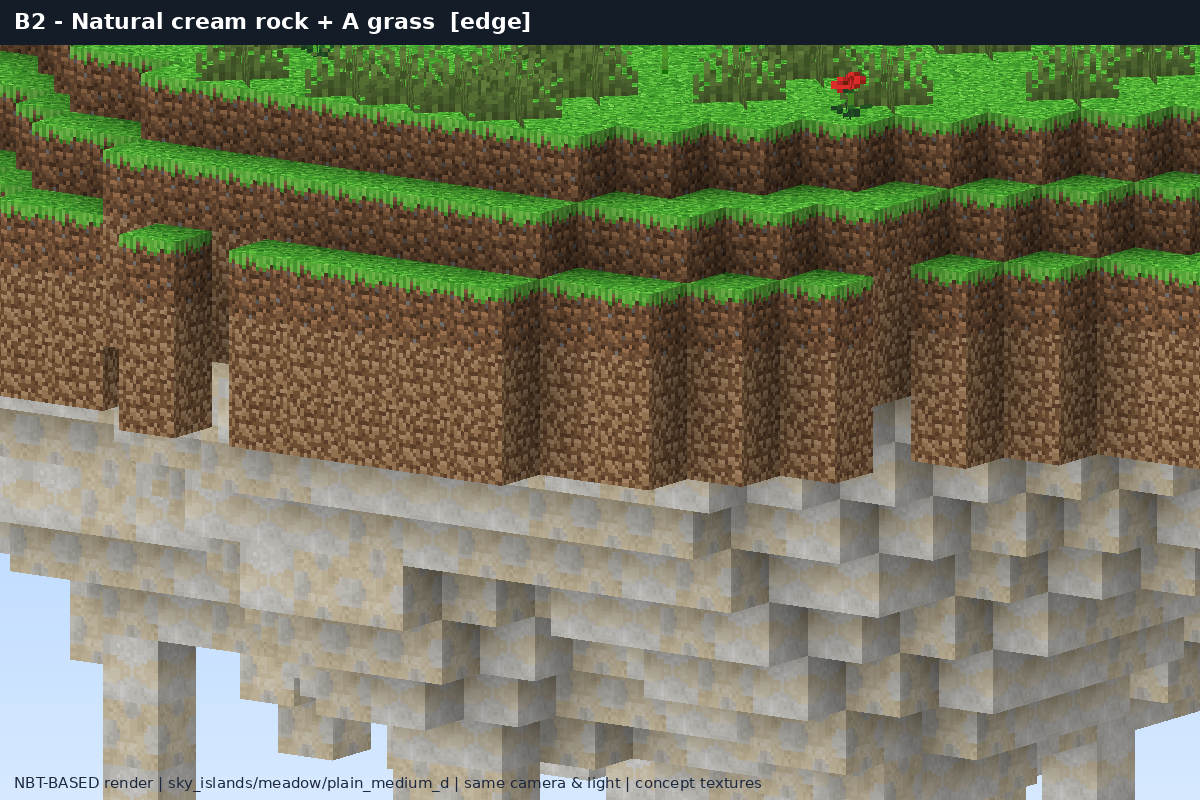 B2 - Natural cream rock + A grass  [edge]
NBT-BASED render | sky_islands/meadow/plain_medium_d | same camera & light | concept textures